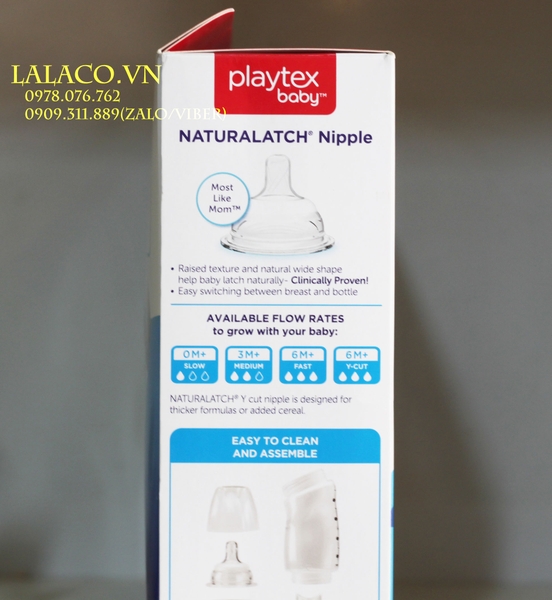 LALACO.VN
0978.076.762
0909.311.889(ZALO/VIBER)
playtex
baby™
NATURALATCH® Nipple
Most
Like
Mom™
• Raised texture and natural wide shape
help baby latch naturally– Clinically Proven!
• Easy switching between breast and bottle
AVAILABLE FLOW RATES
to grow with your baby:
0M+ 3M+ 6M+ 6M+
SLOW MEDIUM FAST Y-CUT
NATURALATCH® Y cut nipple is designed for
thicker formulas or added cereal.
EASY TO CLEAN
AND ASSEMBLE